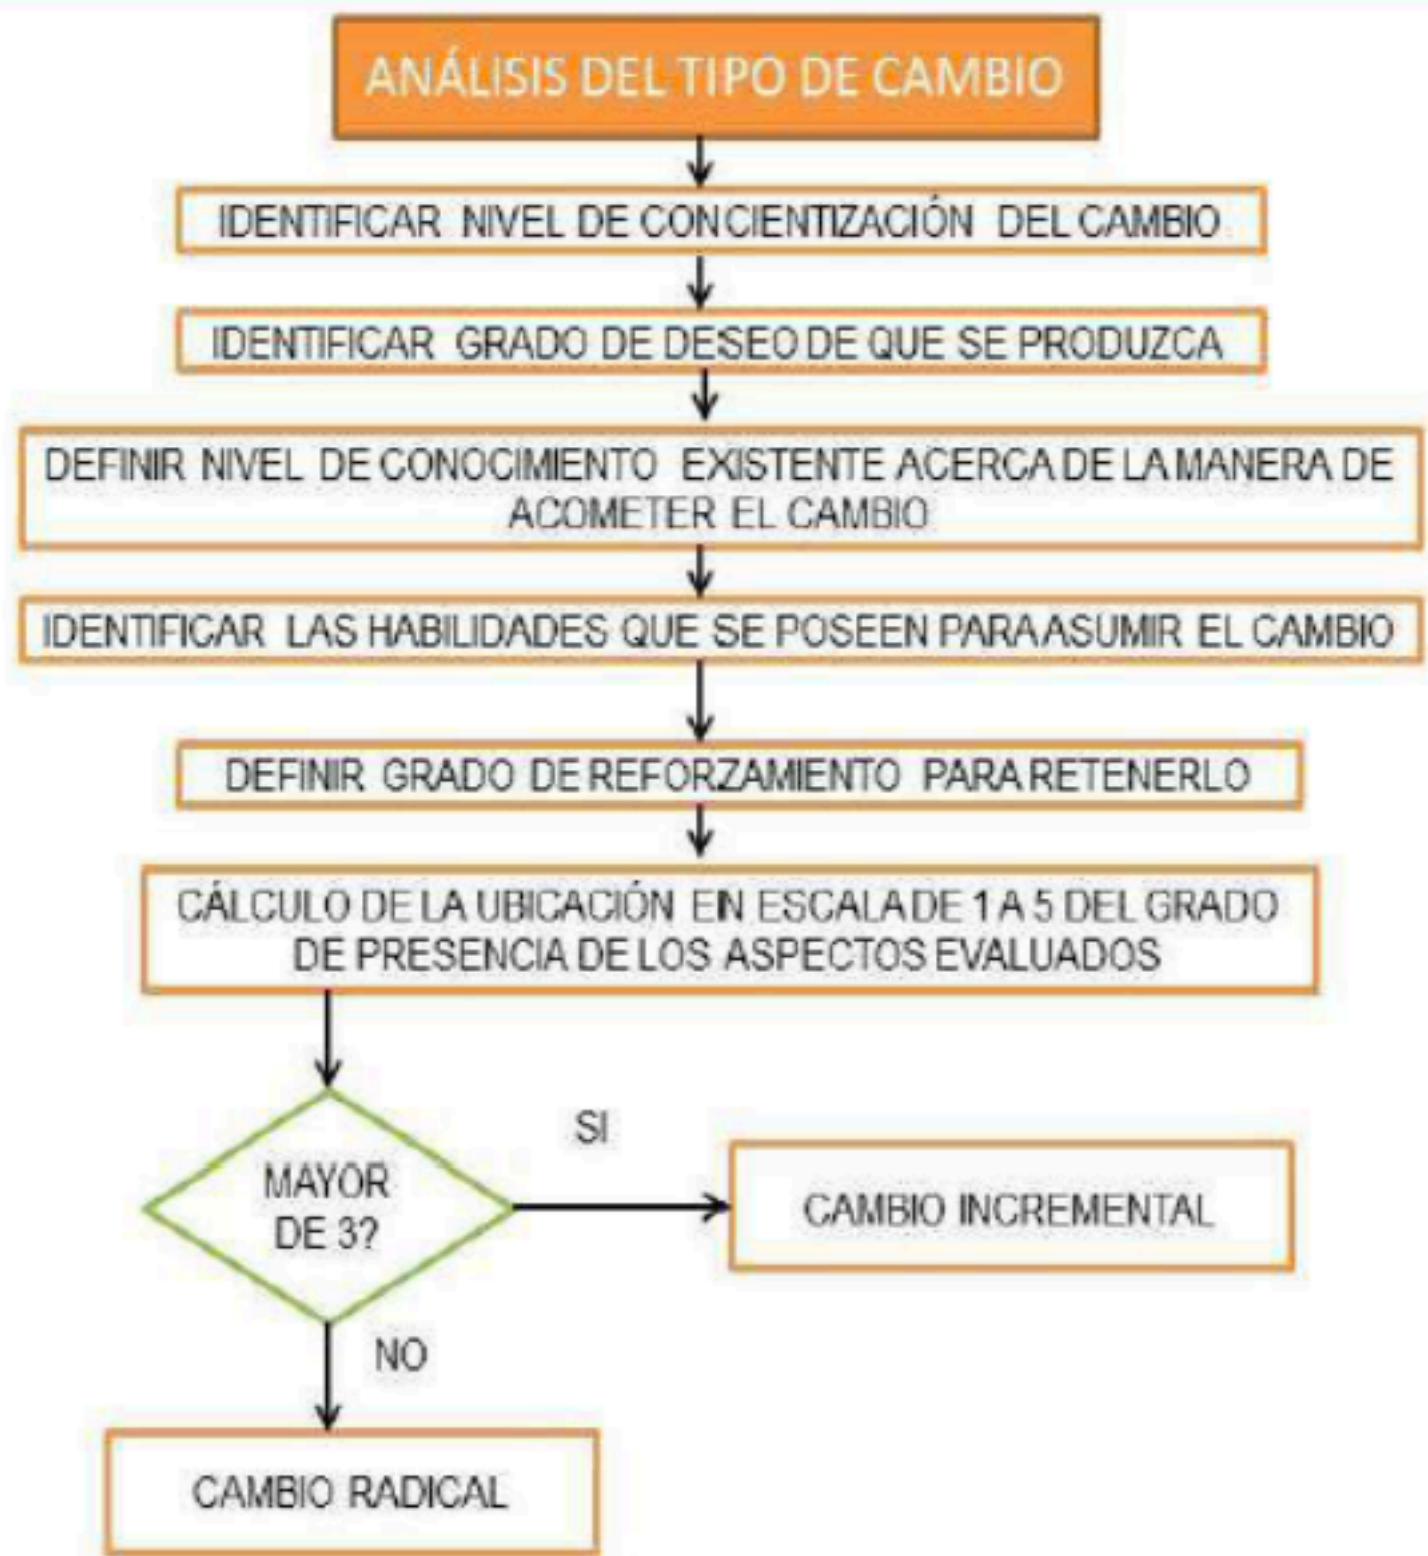 ANÁLISIS DEL TIPO DE CAMBIO
IDENTIFICAR NIVEL DE CONCIENTIZACIÓN DEL CAMBIO
IDENTIFICAR GRADO DE DESEO DE QUE SE PRODUZCA
DEFINIR NIVEL DE CONOCIMIENTO EXISTENTE ACERCA DE LA MANERA DE
ACOMETER EL CAMBIO
IDENTIFICAR LAS HABILIDADES QUE SE POSEEN PARA ASUMIR EL CAMBIO
DEFINIR GRADO DE REFORZAMIENTO PARA RETENERLO
CÁLCULO DE LA UBICACIÓN EN ESCALA DE 1 A 5 DEL GRADO
DE PRESENCIA DE LOS ASPECTOS EVALUADOS
SI
MAYOR
DE 3?
CAMBIO INCREMENTAL
NO
CAMBIO RADICAL